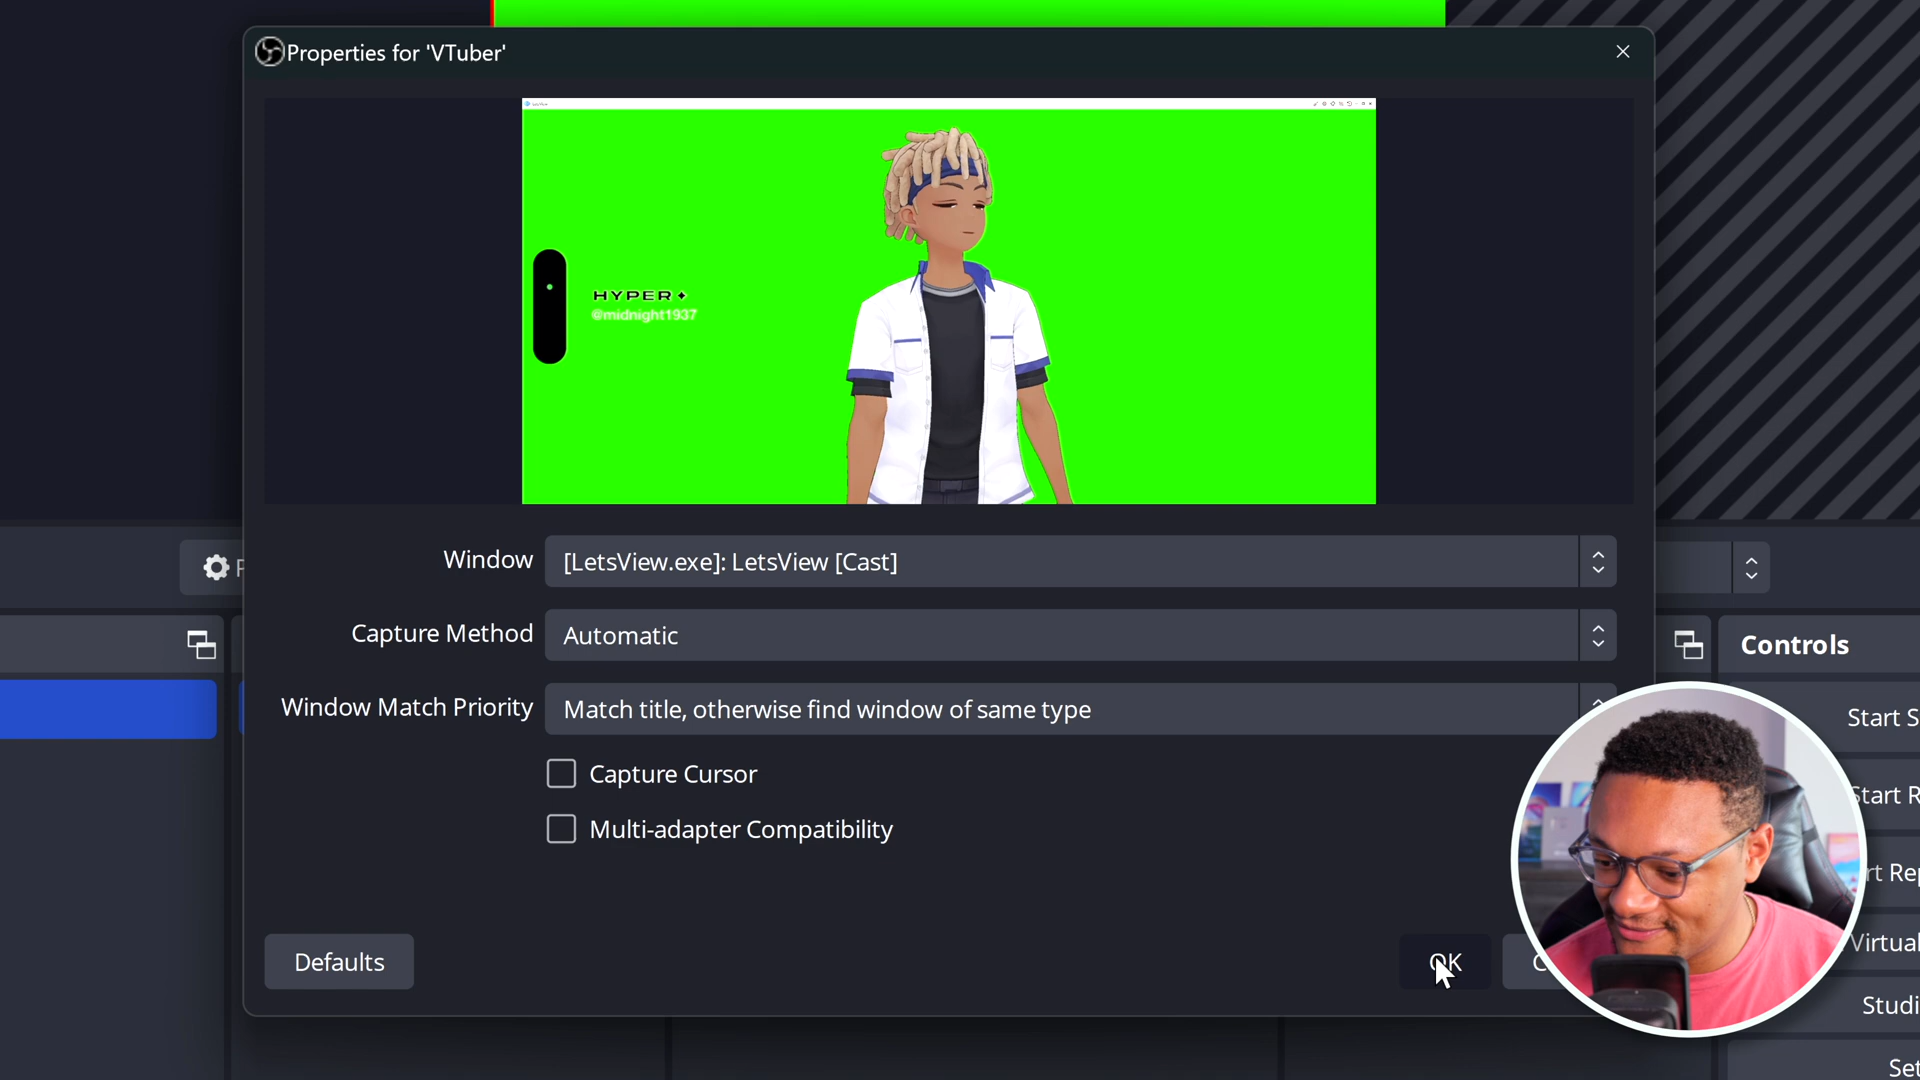 Properties for 'VTuber'
HYPER
@midnight1937
Window
[LetsView.exe]: LetsView [Cast]
Capture Method
Automatic
Window Match Priority
Match title, otherwise find window of same type
Capture Cursor
Multi-adapter Compatibility
Defaults
OK
Controls
Start S
Start R
rt Rep
Virtual
Studi
Set